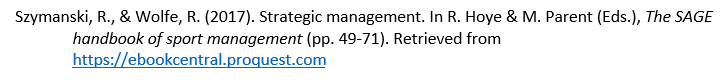 Szymanski, R., & Wolfe, R. (2017). Strategic management. In R. Hoye & M. Parent (Eds.), The SAGE
handbook of sport management (pp. 49-71). Retrieved from
https://ebookcentral.proquest.com